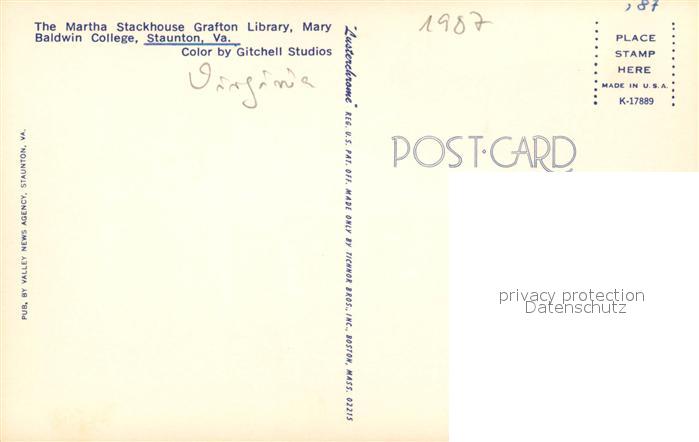 The Martha Stackhouse Grafton Library, Mary
Baldwin College, Staunton, Va.
Color by Gitchell Studios
Virginia
PUB. BY VALLEY NEWS AGENCY, STAUNTON, VA.
"Lusterchrome" REG. U. S. PAT. OFF. MADE ONLY BY TICHNOR BROS., INC., BOSTON, MASS. 02215
1987
, 87
PLACE
STAMP
HERE
MADE IN U.S.A.
K-17889
POST-CARD
privacy protection
Datenschutz